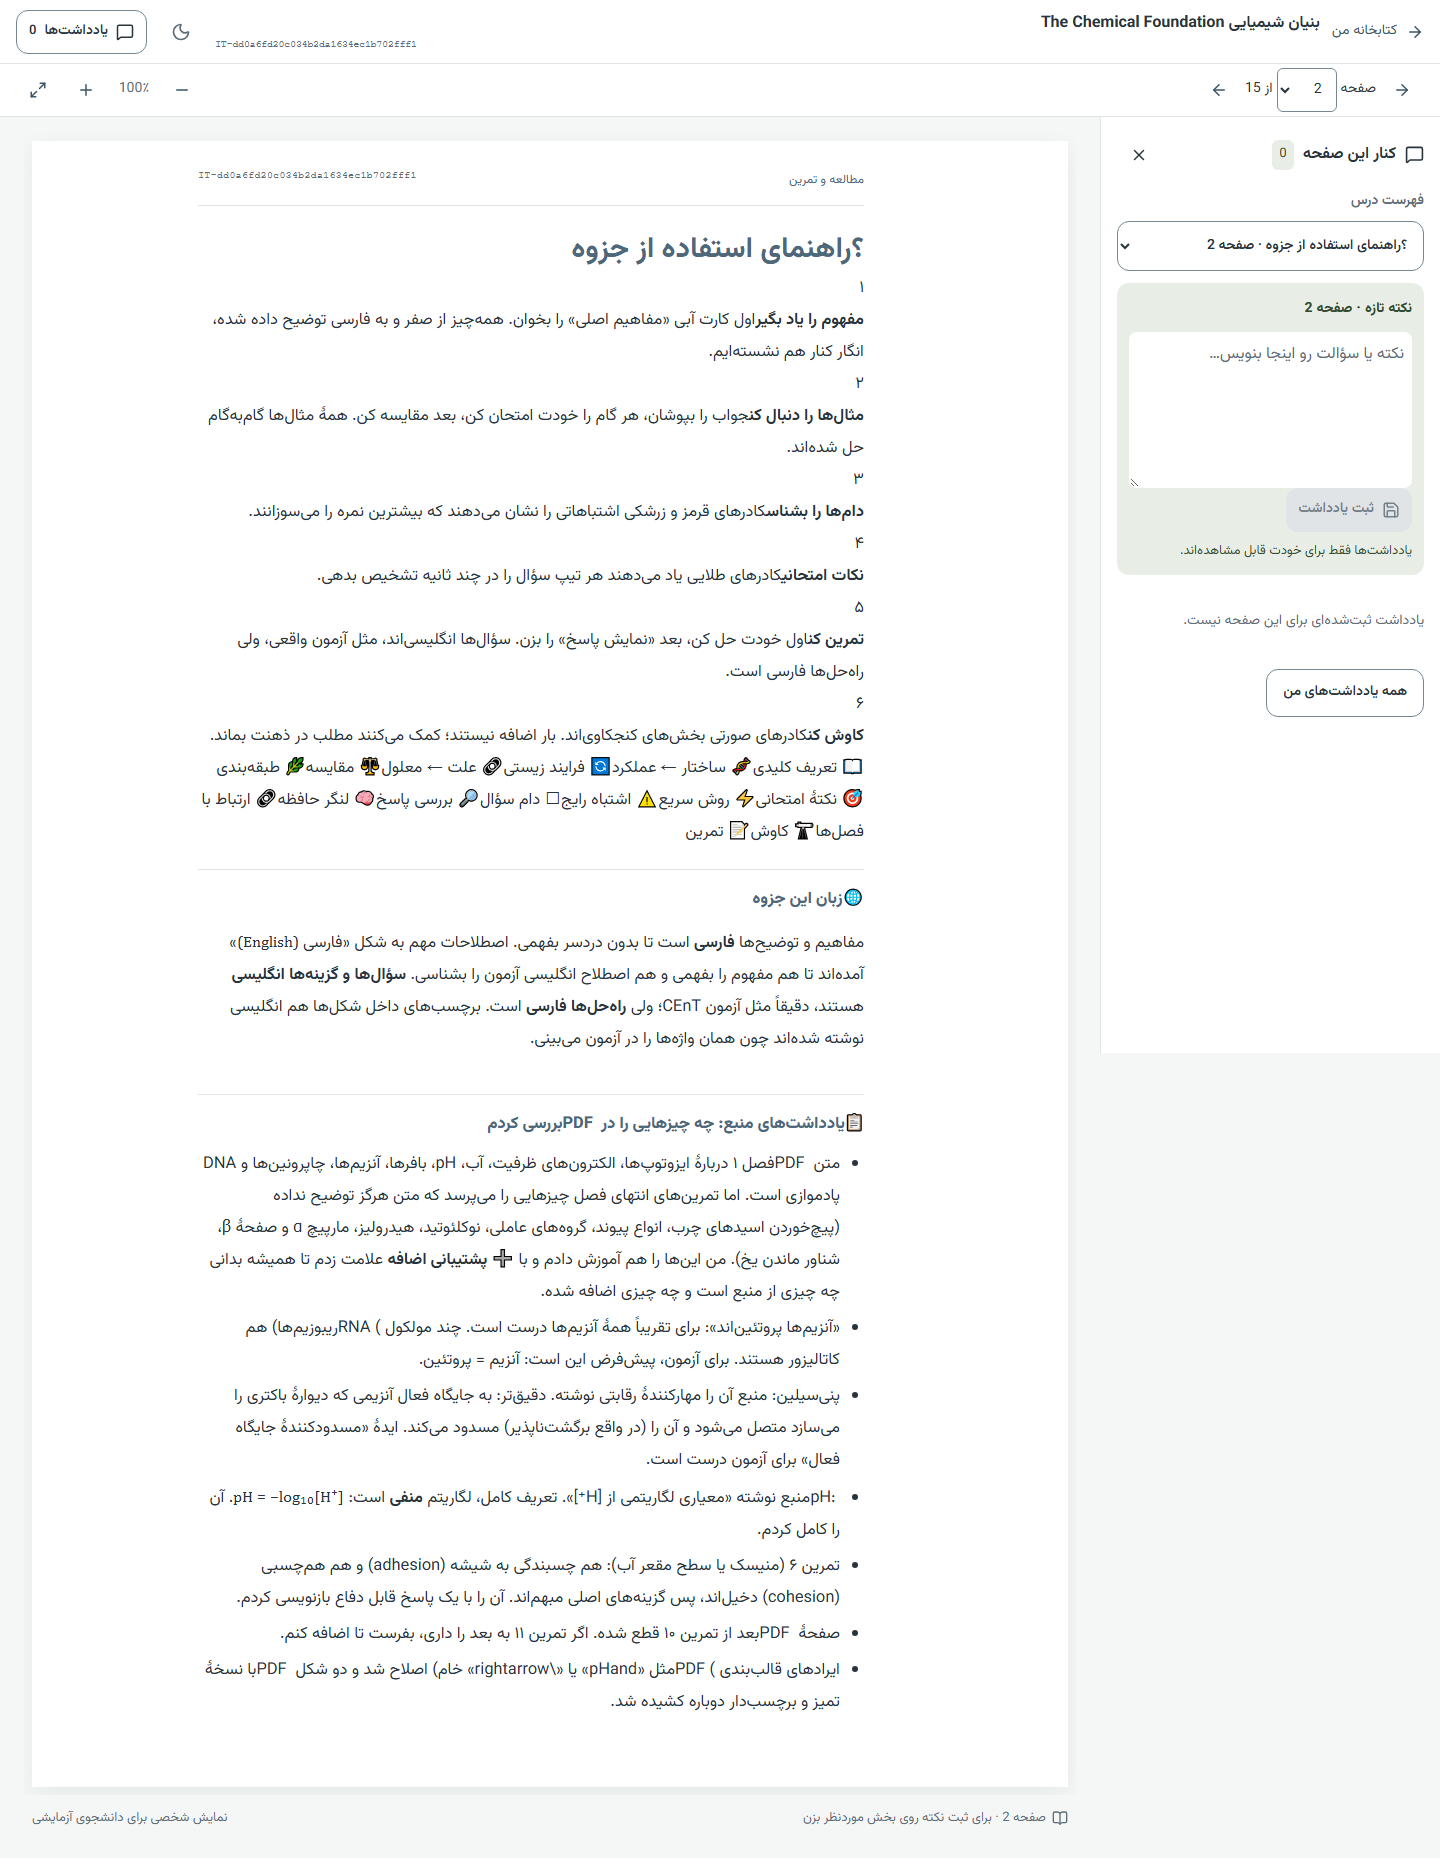 کتابخانه من
بنیان شیمیایی The Chemical Foundation
IT-dd0a6fd20c034b2da1634ec1b702fff1
یادداشت‌ها 0
صفحه 2 از 15
100٪
کنار این صفحه 0
فهرست درس
؟راهنمای استفاده از جزوه · صفحه 2
نکته تازه · صفحه 2
نکته یا سؤالت رو اینجا بنویس...
ثبت یادداشت
یادداشت‌ها فقط برای خودت قابل مشاهده‌اند.
یادداشت ثبت‌شده‌ای برای این صفحه نیست.
همه یادداشت‌های من
مطالعه و تمرین
IT-dd0a6fd20c034b2da1634ec1b702fff1
؟راهنمای استفاده از جزوه
۱
مفهوم را یاد بگیراول کارت آبی «مفاهیم اصلی» را بخوان. همه‌چیز از صفر و به فارسی توضیح داده شده،
انگار کنار هم نشسته‌ایم.
۲
مثال‌ها را دنبال کنجواب را بپوشان، هر گام را خودت امتحان کن، بعد مقایسه کن. همهٔ مثال‌ها گام‌به‌گام
حل شده‌اند.
۳
دام‌ها را بشناسکادرهای قرمز و زرشکی اشتباهاتی را نشان می‌دهند که بیشترین نمره را می‌سوزانند.
۴
نکات امتحانیکادرهای طلایی یاد می‌دهند هر تیپ سؤال را در چند ثانیه تشخیص بدهی.
۵
تمرین کناول خودت حل کن، بعد «نمایش پاسخ» را بزن. سؤال‌ها انگلیسی‌اند، مثل آزمون واقعی، ولی
راه‌حل‌ها فارسی است.
۶
کاوش کنکادرهای صورتی بخش‌های کنجکاوی‌اند. بار اضافه نیستند؛ کمک می‌کنند مطلب در ذهنت بماند.
📖 تعریف کلیدی🧬 ساختار ← عملکرد🔄 فرایند زیستی🔗 علت ← معلول⚖️ مقایسه🌿 طبقه‌بندی
🎯 نکتهٔ امتحانی⚡ روش سریع⚠️ اشتباه رایج☐ دام سؤال🔎 بررسی پاسخ🧠 لنگر حافظه🔗 ارتباط با
فصل‌ها🔭 کاوش📝 تمرین
🌐زبان این جزوه
مفاهیم و توضیح‌ها فارسی است تا بدون دردسر بفهمی. اصطلاحات مهم به شکل «فارسی (English)»
آمده‌اند تا هم مفهوم را بفهمی و هم اصطلاح انگلیسی آزمون را بشناسی. سؤال‌ها و گزینه‌ها انگلیسی
هستند، دقیقاً مثل آزمون CEnT؛ ولی راه‌حل‌ها فارسی است. برچسب‌های داخل شکل‌ها هم انگلیسی
نوشته شده‌اند چون همان واژه‌ها را در آزمون می‌بینی.
📋یادداشت‌های منبع: چه چیزهایی را در PDFبررسی کردم
• متن PDFفصل ۱ دربارهٔ ایزوتوپ‌ها، الکترون‌های ظرفیت، آب، pH، بافرها، آنزیم‌ها، چاپرونین‌ها و DNA
پادموازی است. اما تمرین‌های انتهای فصل چیزهایی را می‌پرسد که متن هرگز توضیح نداده
(پیچ‌خوردن اسیدهای چرب، انواع پیوند، گروه‌های عاملی، نوکلئوتید، هیدرولیز، مارپیچ α و صفحهٔ β،
شناور ماندن یخ). من این‌ها را هم آموزش دادم و با ➕ پشتیبانی اضافه علامت زدم تا همیشه بدانی
چه چیزی از منبع است و چه چیزی اضافه شده.
• «آنزیم‌ها پروتئین‌اند»: برای تقریباً همهٔ آنزیم‌ها درست است. چند مولکول ( RNAریبوزیم‌ها) هم
کاتالیزور هستند. برای آزمون، پیش‌فرض این است: آنزیم = پروتئین.
• پنی‌سیلین: منبع آن را مهارکنندهٔ رقابتی نوشته. دقیق‌تر: به جایگاه فعال آنزیمی که دیوارهٔ باکتری را
می‌سازد متصل می‌شود و آن را (در واقع برگشت‌ناپذیر) مسدود می‌کند. ایدهٔ «مسدودکنندهٔ جایگاه
فعال» برای آزمون درست است.
• pH:منبع نوشته «معیاری لگاریتمی از [H⁺]». تعریف کامل، لگاریتم منفی است: pH = −log₁₀[H⁺]. آن
را کامل کردم.
• تمرین ۶ (منیسک یا سطح مقعر آب): هم چسبندگی به شیشه (adhesion) و هم هم‌چسبی
(cohesion) دخیل‌اند، پس گزینه‌های اصلی مبهم‌اند. آن را با یک پاسخ قابل دفاع بازنویسی کردم.
• صفحهٔ PDFبعد از تمرین ۱۰ قطع شده. اگر تمرین ۱۱ به بعد را داری، بفرست تا اضافه کنم.
• ایرادهای قالب‌بندی ( PDFمثل «pHand» یا «\rightarrow» خام) اصلاح شد و دو شکل PDFبا نسخهٔ
تمیز و برچسب‌دار دوباره کشیده شد.
صفحه 2 · برای ثبت نکته روی بخش موردنظر بزن
نمایش شخصی برای دانشجوی آزمایشی